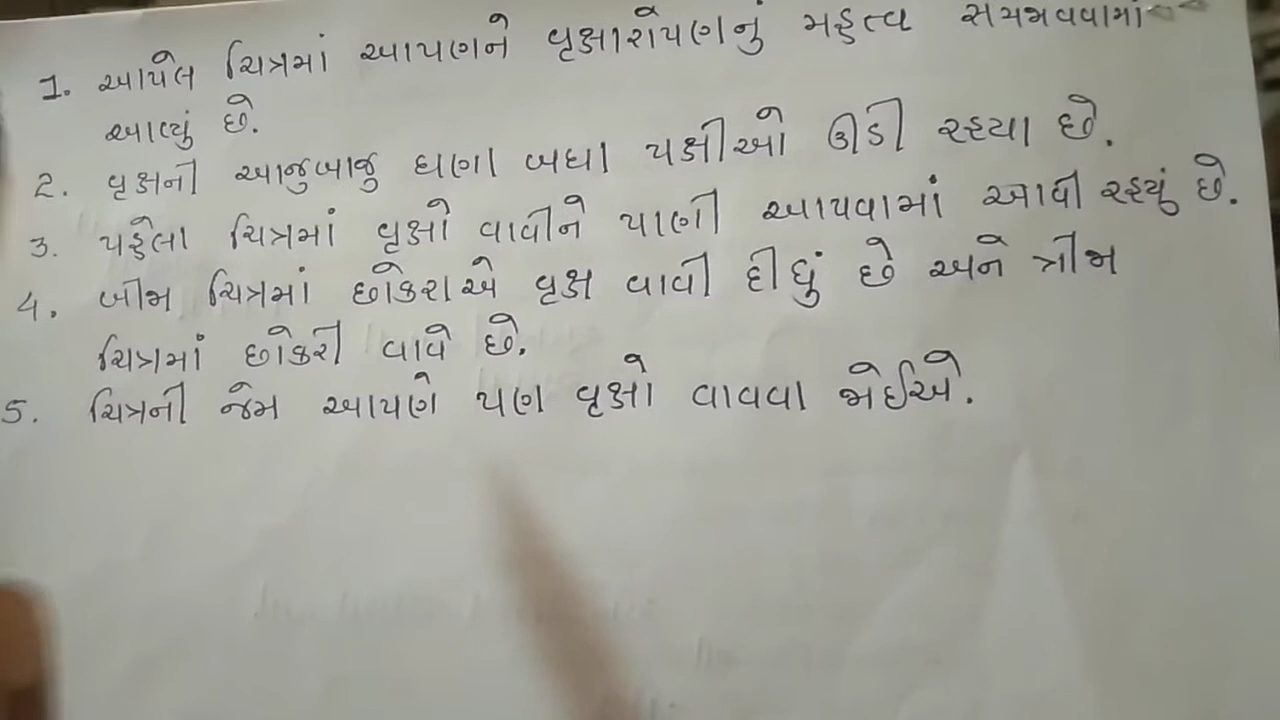 1. આપેલ ચિત્રમાં આપણને વૃક્ષારોપણનું મહત્વ સમજાવવામાં
આવ્યું છે.
2. વૃક્ષની આજુબાજુ ઘણા બધા પક્ષીઓ ઊડી રહ્યા છે.
3. પહેલા ચિત્રમાં વૃક્ષો વાવીને પાણી આપવામાં આવી રહ્યું છે.
4. બીજા ચિત્રમાં છોકરાએ વૃક્ષ વાવી દીધું છે અને ત્રીજા
ચિત્રમાં છોકરી વાવે છે.
5. ચિત્રની જેમ આપણે પણ વૃક્ષો વાવવા જોઈએ.